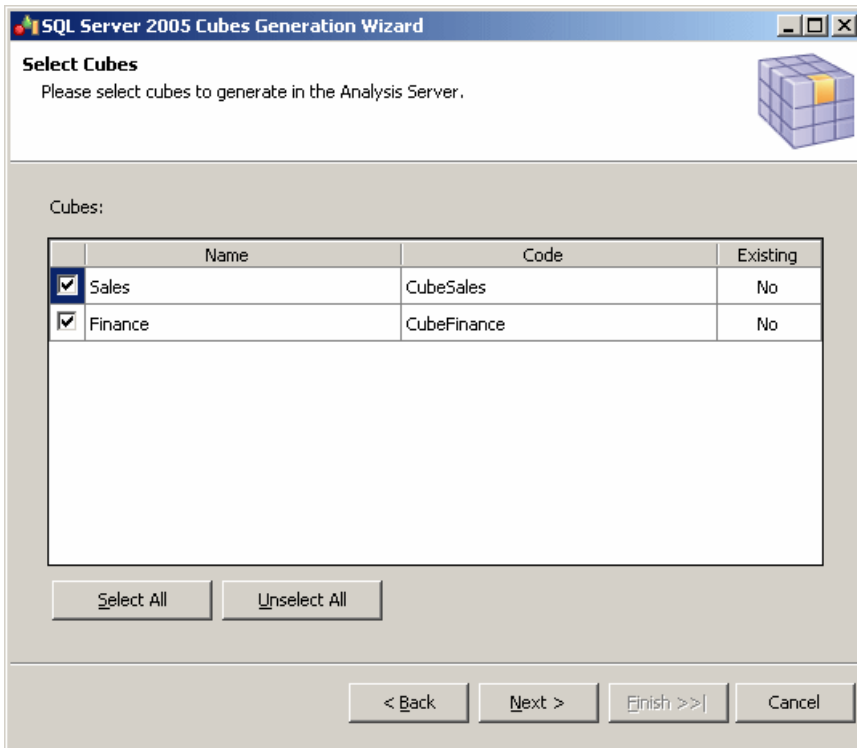 SQL Server 2005 Cubes Generation Wizard
Select Cubes
Please select cubes to generate in the Analysis Server.
Cubes:
Name Code Existing
Sales CubeSales No
Finance CubeFinance No
Select All Unselect All
< Back Next > Finish >>| Cancel